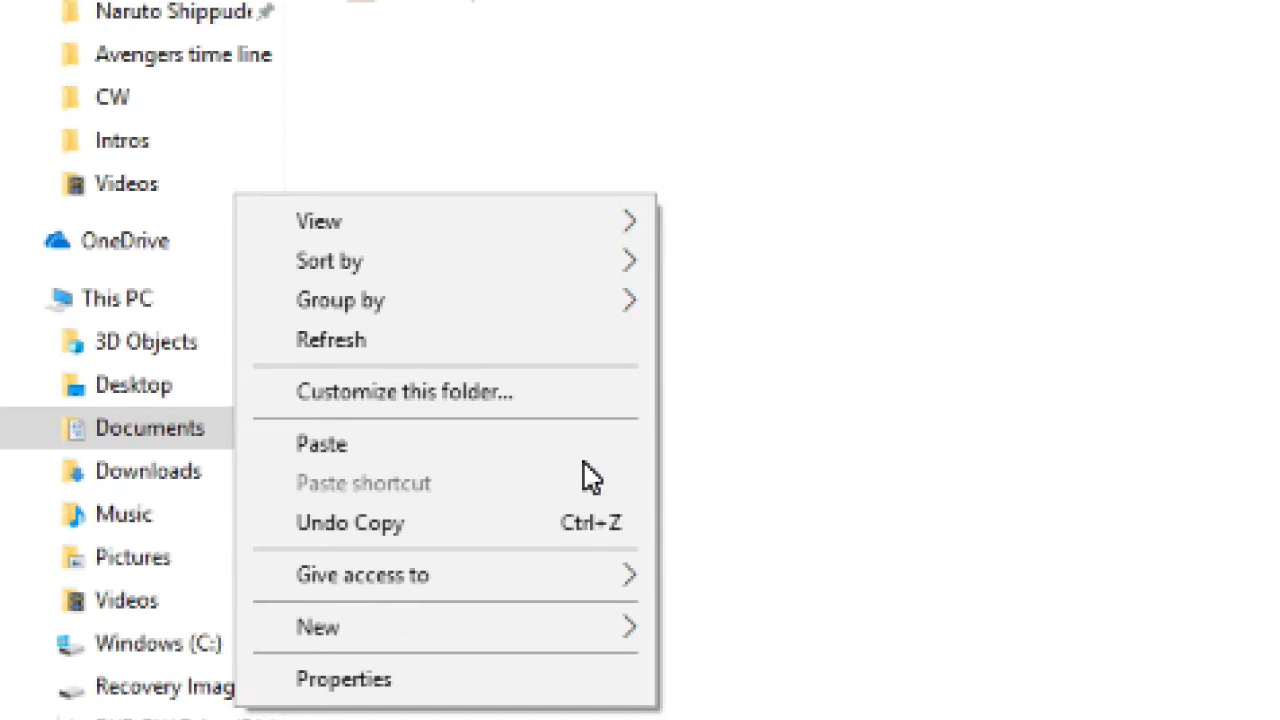 Naruto Shippud
Avengers time line
CW
Intros
Videos
OneDrive
This PC
3D Objects
Desktop
Documents
Downloads
Music
Pictures
Videos
Windows (C:)
Recovery Imag
View
Sort by
Group by
Refresh
Customize this folder...
Paste
Paste shortcut
Undo Copy Ctrl+Z
Give access to
New
Properties